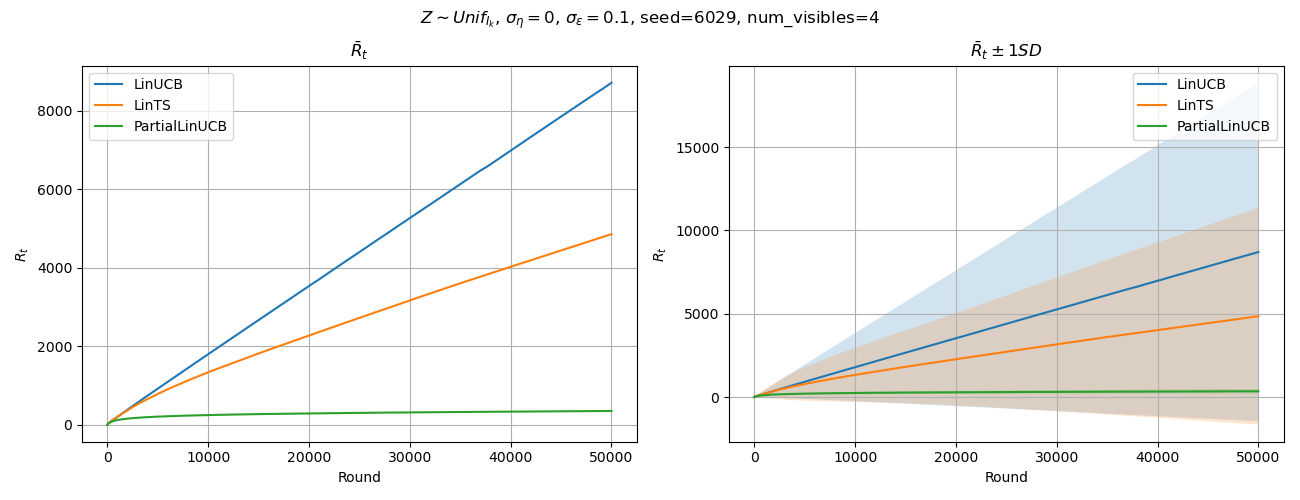 Z ∼ Unif_{I_k}, σ_η = 0, σ_ε = 0.1, seed=6029, num_visibles=4
R̄_t
LinUCB
LinTS
PartialLinUCB
8000
6000
4000
2000
0
R_t
0 10000 20000 30000 40000 50000
Round
R̄_t ± 1SD
LinUCB
LinTS
PartialLinUCB
15000
10000
5000
0
R_t
0 10000 20000 30000 40000 50000
Round